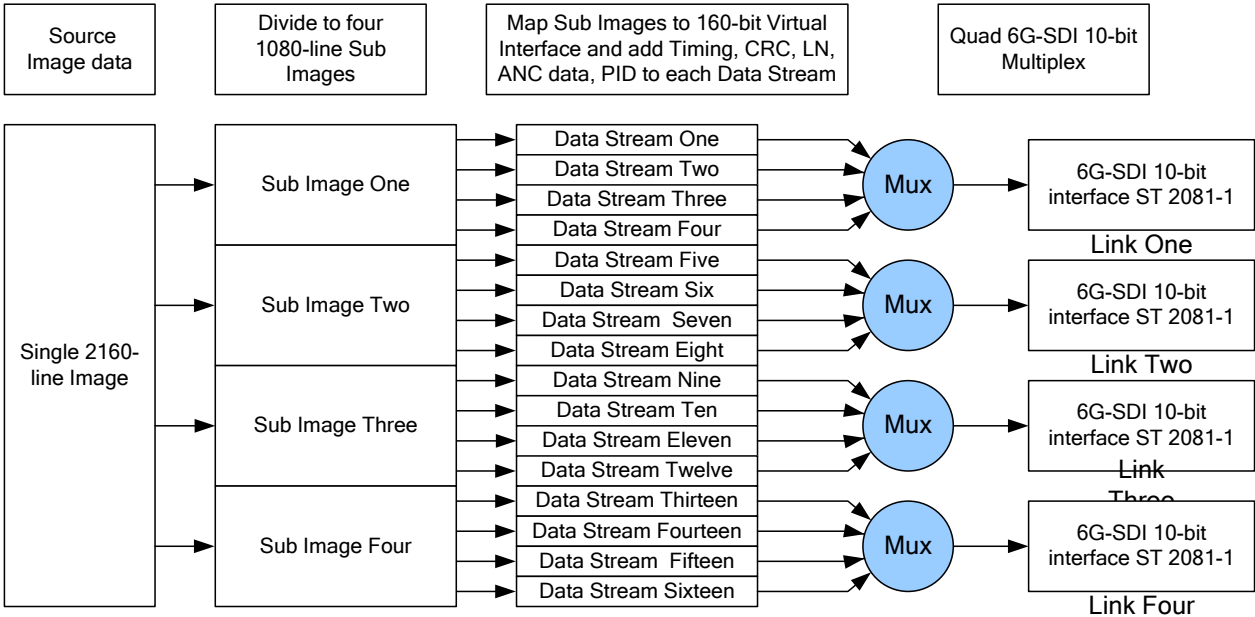 Source
Image data
Divide to four
1080-line Sub
Images
Map Sub Images to 160-bit Virtual
Interface and add Timing, CRC, LN,
ANC data, PID to each Data Stream
Quad 6G-SDI 10-bit
Multiplex
Single 2160-
line Image
Sub Image One
Sub Image Two
Sub Image Three
Sub Image Four
Data Stream One
Data Stream Two
Data Stream Three
Data Stream Four
Data Stream Five
Data Stream Six
Data Stream  Seven
Data Stream Eight
Data Stream Nine
Data Stream Ten
Data Stream Eleven
Data Stream Twelve
Data Stream Thirteen
Data Stream Fourteen
Data Stream  Fifteen
Data Stream Sixteen
Mux
Mux
Mux
Mux
6G-SDI 10-bit
interface ST 2081-1
Link One
6G-SDI 10-bit
interface ST 2081-1
Link Two
6G-SDI 10-bit
interface ST 2081-1
Link
Three
6G-SDI 10-bit
interface ST 2081-1
Link Four